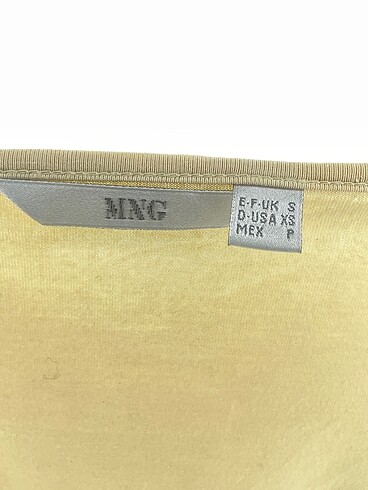 MNG
E-F-UK S
D-USA XS
MEX P